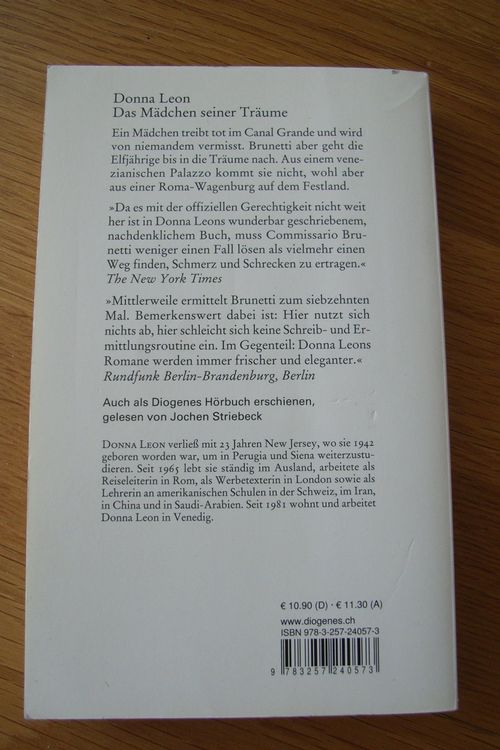 Donna Leon
Das Mädchen seiner Träume
Ein Mädchen treibt tot im Canal Grande und wird
von niemandem vermisst. Brunetti aber geht die
Elfjährige bis in die Träume nach. Aus einem vene-
zianischen Palazzo kommt sie nicht, wohl aber
aus einer Roma-Wagenburg auf dem Festland.
»Da es mit der offiziellen Gerechtigkeit nicht weit
her ist in Donna Leons wunderbar geschriebenem,
nachdenklichem Buch, muss Commissario Bru-
netti weniger einen Fall lösen als vielmehr einen
Weg finden, Schmerz und Schrecken zu ertragen.«
The New York Times
»Mittlerweile ermittelt Brunetti zum siebzehnten
Mal. Bemerkenswert dabei ist: Hier nutzt sich
nichts ab, hier schleicht sich keine Schreib- und Er-
mittlungsroutine ein. Im Gegenteil: Donna Leons
Romane werden immer frischer und eleganter.«
Rundfunk Berlin-Brandenburg, Berlin
Auch als Diogenes Hörbuch erschienen,
gelesen von Jochen Striebeck
DONNA LEON verließ mit 23 Jahren New Jersey, wo sie 1942
geboren worden war, um in Perugia und Siena weiterzustu-
dieren. Seit 1965 lebt sie ständig im Ausland, arbeitete als
Reiseleiterin in Rom, als Werbetexterin in London sowie als
Lehrerin an amerikanischen Schulen in der Schweiz, im Iran,
in China und in Saudi-Arabien. Seit 1981 wohnt und arbeitet
Donna Leon in Venedig.
€ 10.90 (D) · € 11.30 (A)
www.diogenes.ch
ISBN 978-3-257-24057-3
9 783257 240573